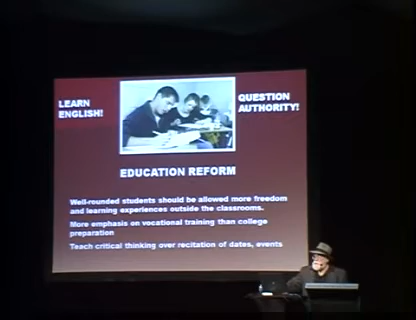 LEARN
ENGLISH!
QUESTION
AUTHORITY!
EDUCATION REFORM
Well-rounded students should be allowed more freedom
and learning experiences outside the classrooms.
More emphasis on vocational training than college
preparation
Teach critical thinking over recitation of dates, events